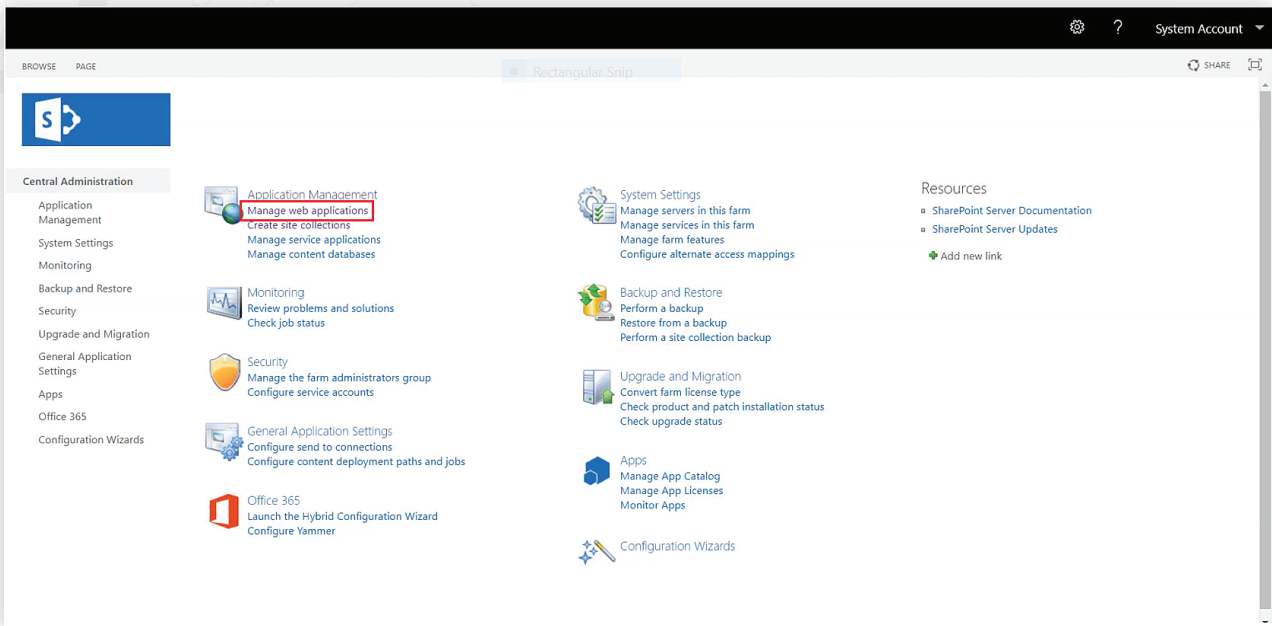 System Account
BROWSE PAGE
Rectangular Snip
SHARE
S
Central Administration
Application
Management
System Settings
Monitoring
Backup and Restore
Security
Upgrade and Migration
General Application
Settings
Apps
Office 365
Configuration Wizards
Application Management
Manage web applications
Create site collections
Manage service applications
Manage content databases
Monitoring
Review problems and solutions
Check job status
Security
Manage the farm administrators group
Configure service accounts
General Application Settings
Configure send to connections
Configure content deployment paths and jobs
Office 365
Launch the Hybrid Configuration Wizard
Configure Yammer
System Settings
Manage servers in this farm
Manage services in this farm
Manage farm features
Configure alternate access mappings
Backup and Restore
Perform a backup
Restore from a backup
Perform a site collection backup
Upgrade and Migration
Convert farm license type
Check product and patch installation status
Check upgrade status
Apps
Manage App Catalog
Manage App Licenses
Monitor Apps
Configuration Wizards
Resources
SharePoint Server Documentation
SharePoint Server Updates
Add new link